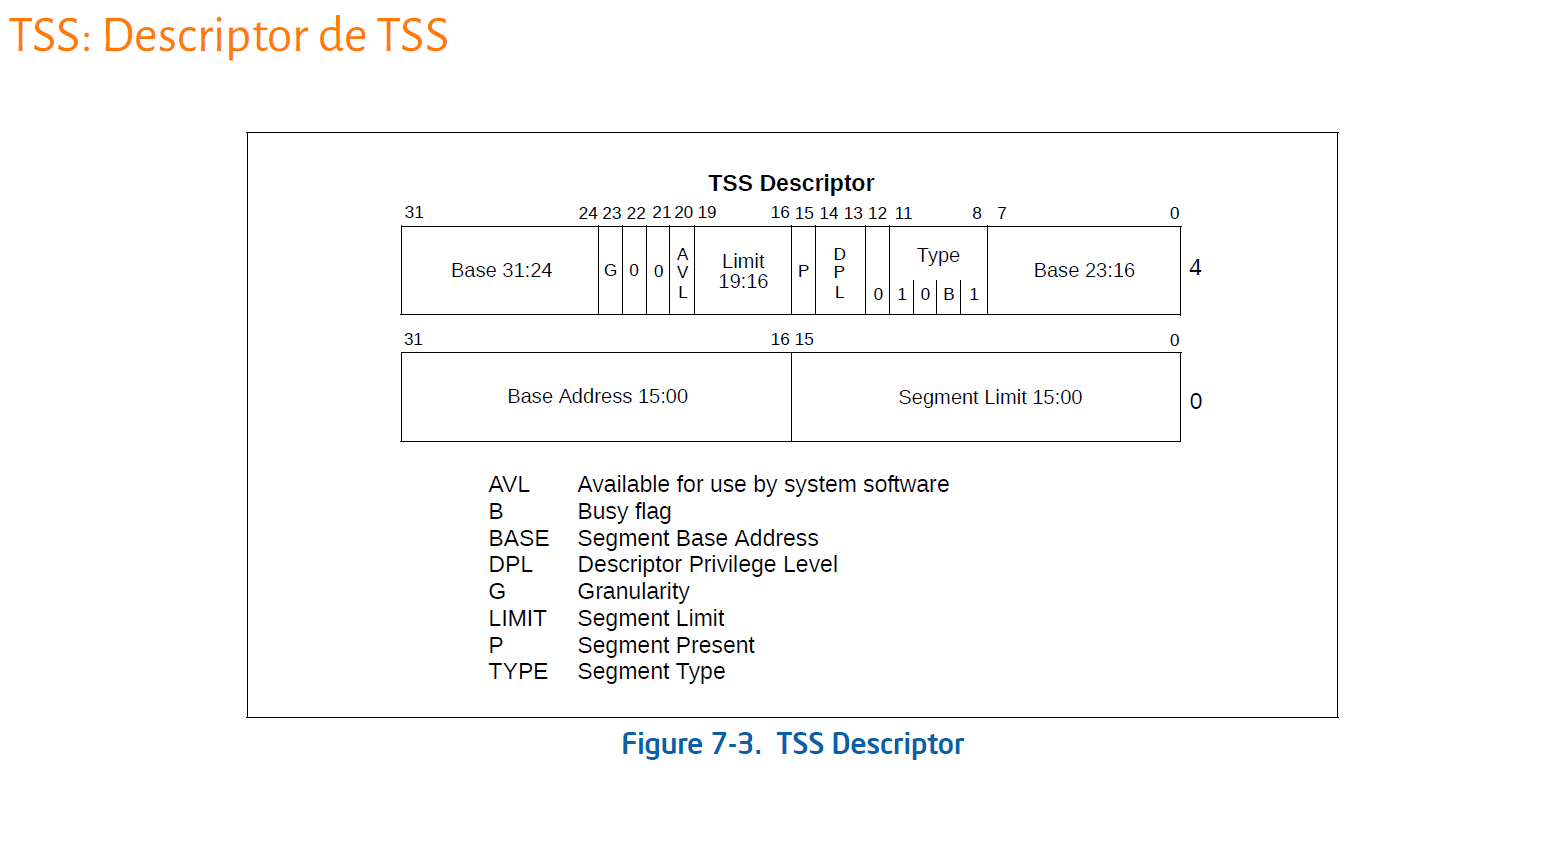 TSS: Descriptor de TSS
TSS Descriptor
31 24 23 22 21 20 19 16 15 14 13 12 11 8 7 0
Base 31:24 G 0 0 AVL Limit 19:16 P DPL 0 Type 1 0 B 1 Base 23:16 4
31 16 15 0
Base Address 15:00 Segment Limit 15:00 0
AVL Available for use by system software
B Busy flag
BASE Segment Base Address
DPL Descriptor Privilege Level
G Granularity
LIMIT Segment Limit
P Segment Present
TYPE Segment Type
Figure 7-3. TSS Descriptor